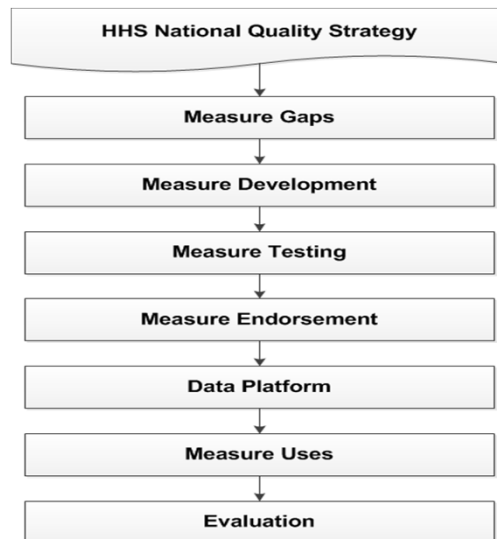 HHS National Quality Strategy
Measure Gaps
Measure Development
Measure Testing
Measure Endorsement
Data Platform
Measure Uses
Evaluation